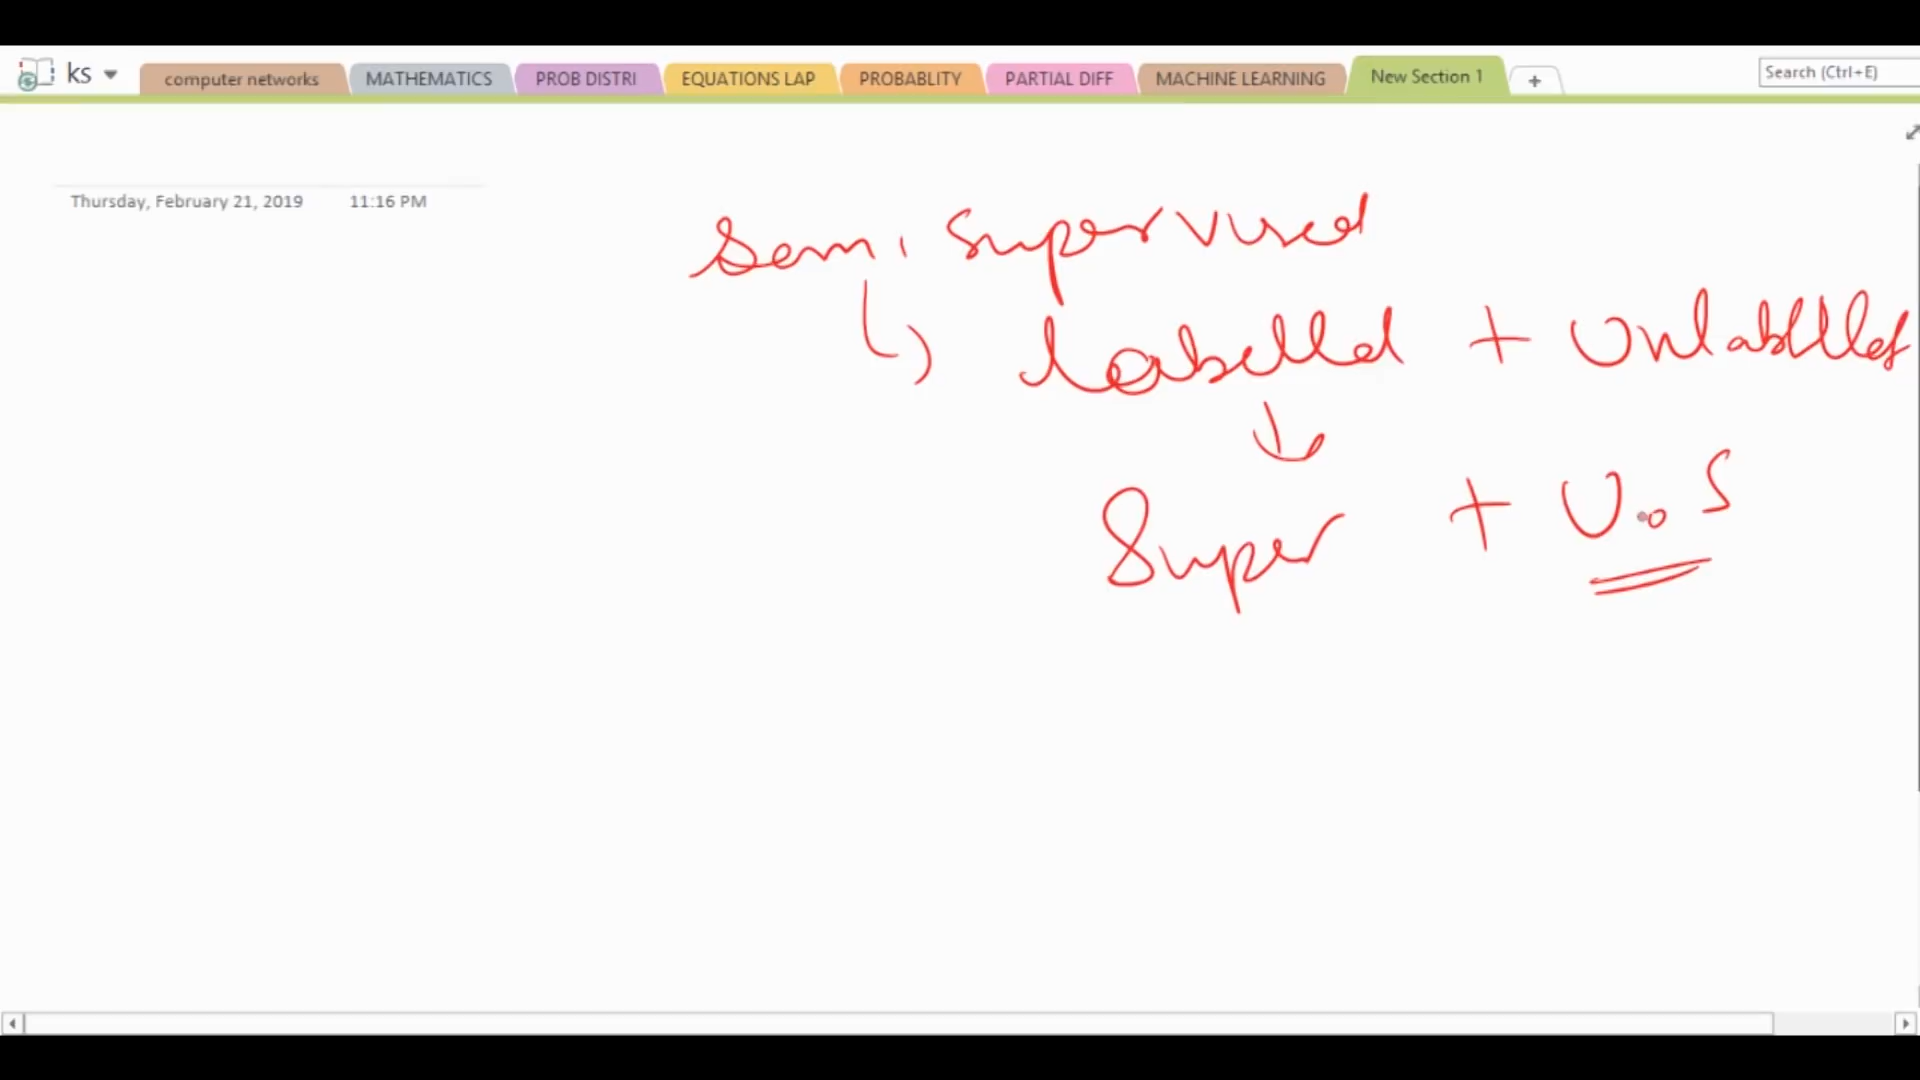 ks computer networks MATHEMATICS PROB DISTRI EQUATIONS LAP PROBABLITY PARTIAL DIFF MACHINE LEARNING New Section 1 + Search (Ctrl+E)
Thursday, February 21, 2019 11:16 PM
Semi Supervised
Labelled + Unlabelled
Super + U.S